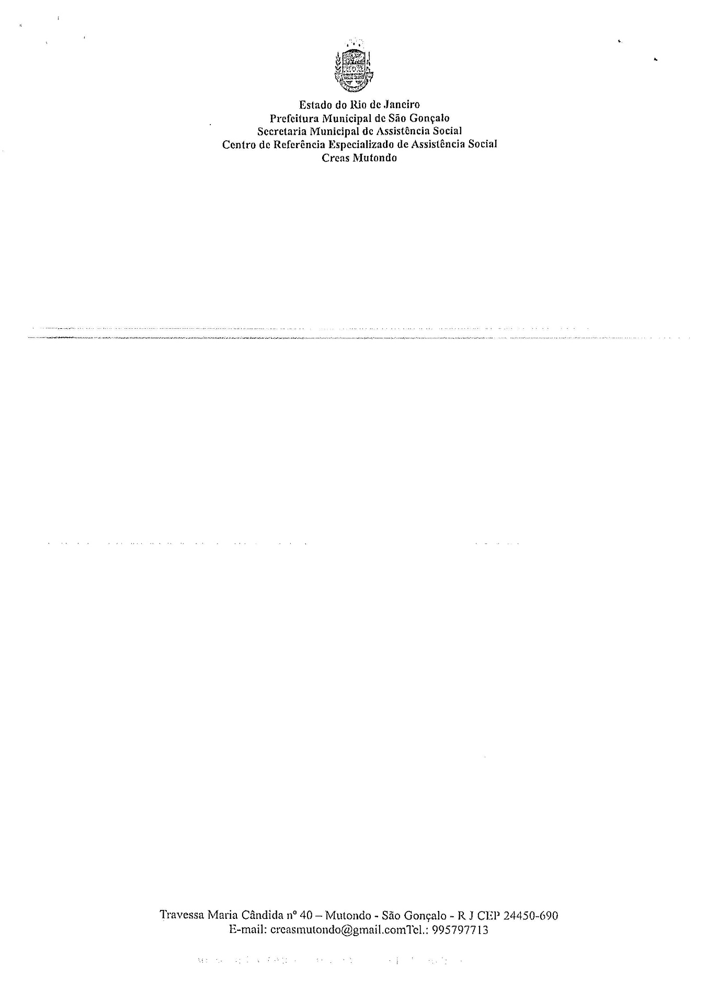 Estado do Rio de Janeiro
Prefeitura Municipal de São Gonçalo
Secretaria Municipal de Assistência Social
Centro de Referência Especializado de Assistência Social
Creas Mutondo
Travessa Maria Cândida nº 40 – Mutondo - São Gonçalo - R J CEP 24450-690
E-mail: creasmutondo@gmail.comTel.: 995797713